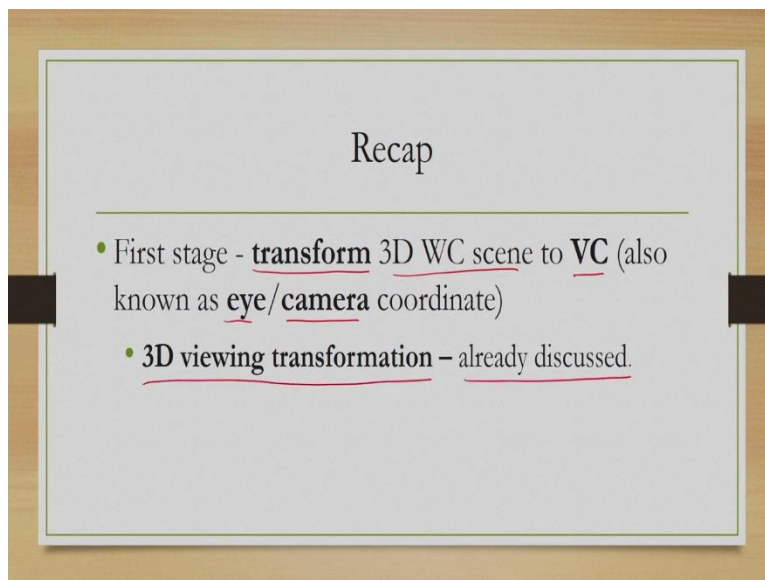 Recap
• First stage - transform 3D WC scene to VC (also
known as eye/camera coordinate)
• 3D viewing transformation – already discussed.